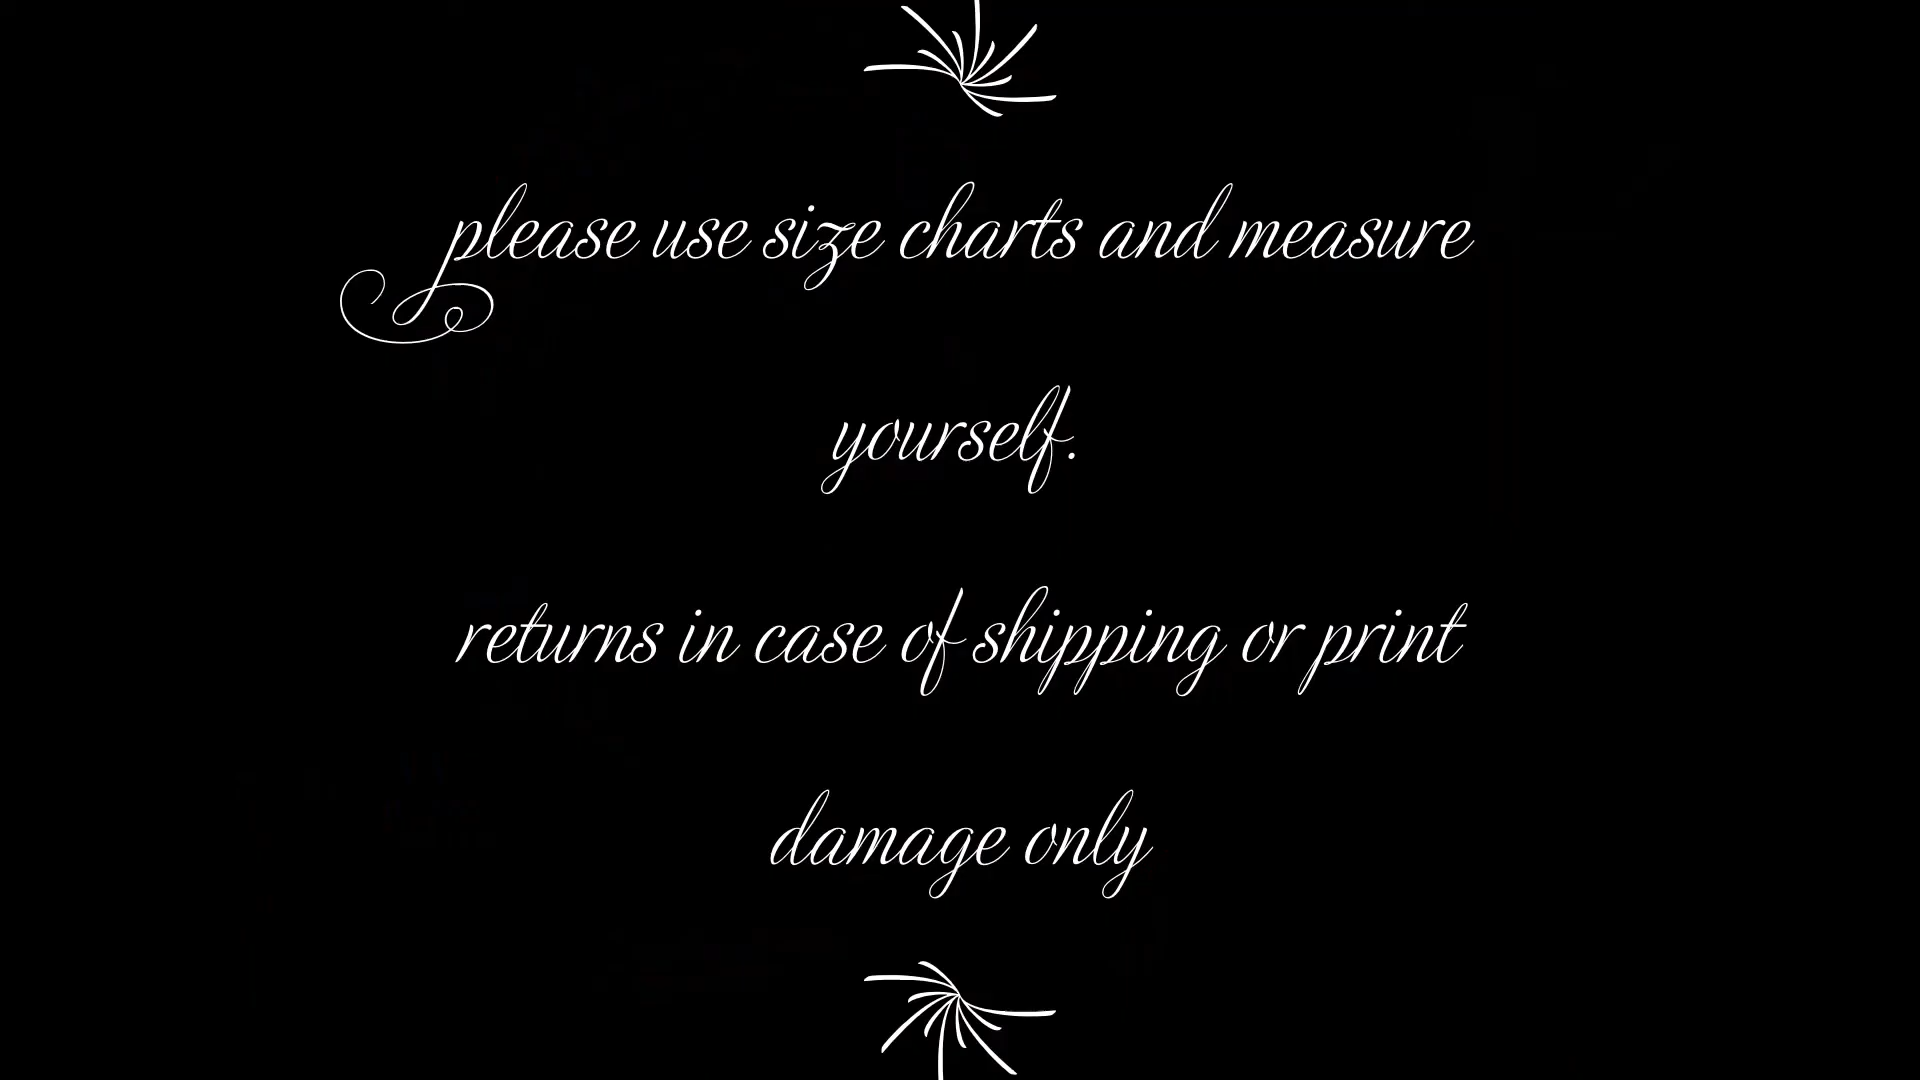 please use size charts and measure
yourself.
returns in case of shipping or print
damage only